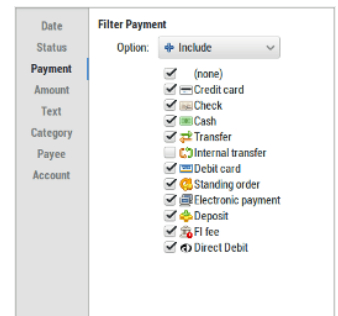 Date
Status
Payment
Amount
Text
Category
Payee
Account
Filter Payment
Option: Include
(none)
Credit card
Check
Cash
Transfer
Internal transfer
Debit card
Standing order
Electronic payment
Deposit
FI fee
Direct Debit